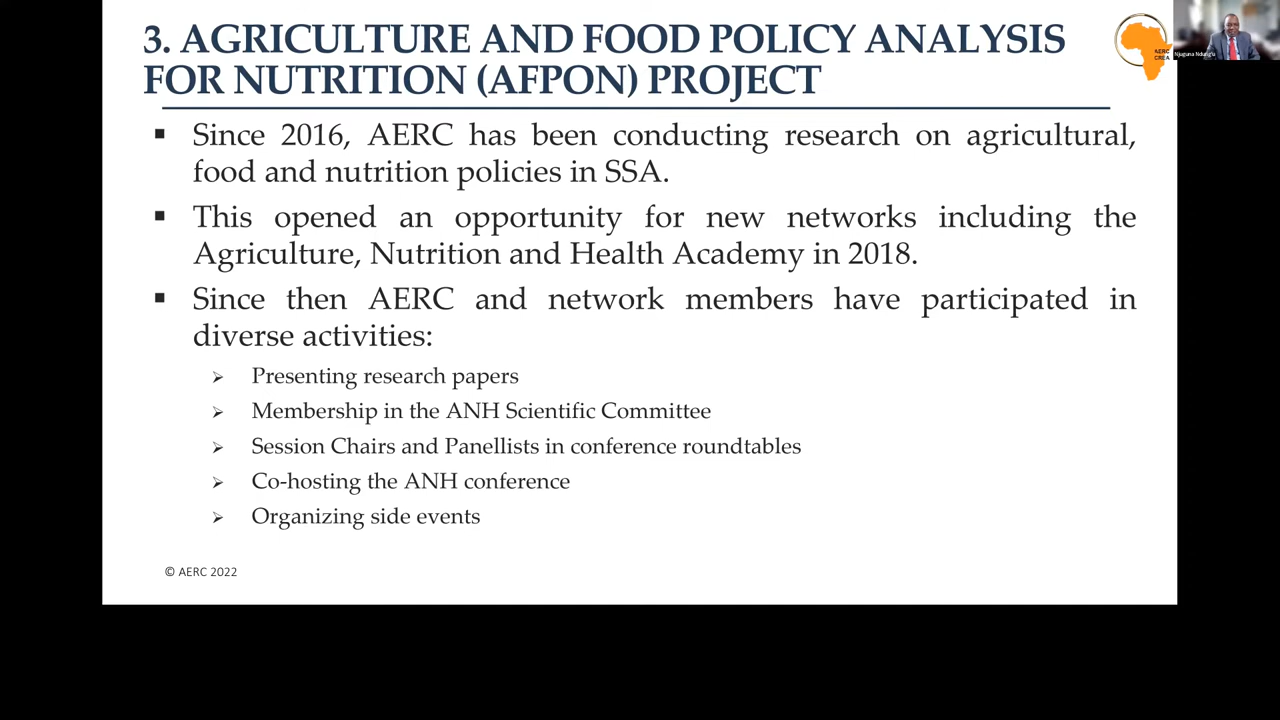 3. AGRICULTURE AND FOOD POLICY ANALYSIS
FOR NUTRITION (AFPON) PROJECT
AERC
CREA
Njuguna Ndung'u
▪ Since 2016, AERC has been conducting research on agricultural,
food and nutrition policies in SSA.
▪ This opened an opportunity for new networks including the
Agriculture, Nutrition and Health Academy in 2018.
▪ Since then AERC and network members have participated in
diverse activities:
➢ Presenting research papers
➢ Membership in the ANH Scientific Committee
➢ Session Chairs and Panellists in conference roundtables
➢ Co-hosting the ANH conference
➢ Organizing side events
© AERC 2022